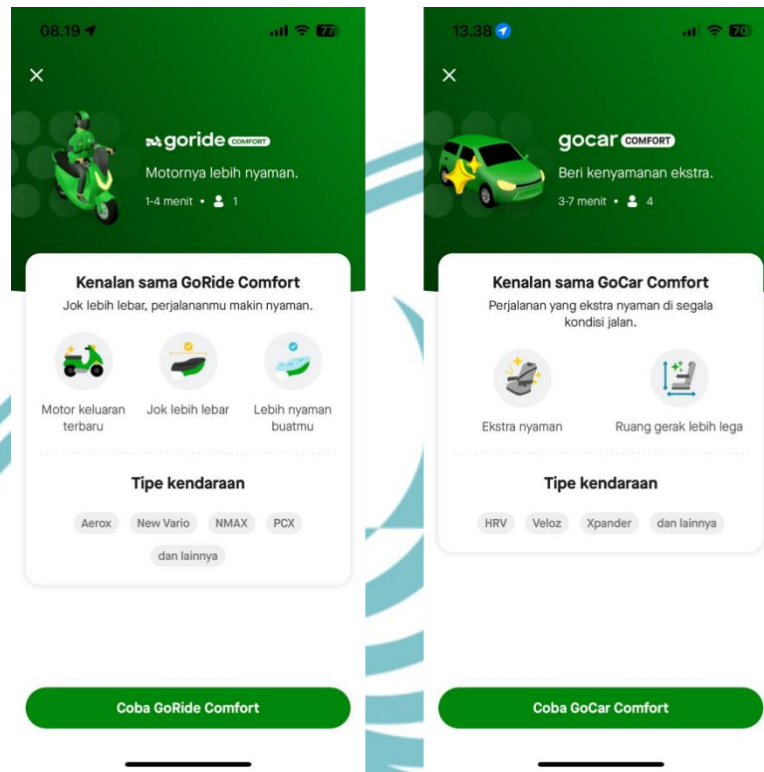 08.19
77
goride COMFORT
Motornya lebih nyaman.
1-4 menit • 1
Kenalan sama GoRide Comfort
Jok lebih lebar, perjalananmu makin nyaman.
Motor keluaran
terbaru
Jok lebih lebar
Lebih nyaman
buatmu
Tipe kendaraan
Aerox
New Vario
NMAX
PCX
dan lainnya
Coba GoRide Comfort
13.38
70
gocar COMFORT
Beri kenyamanan ekstra.
3-7 menit • 4
Kenalan sama GoCar Comfort
Perjalanan yang ekstra nyaman di segala
kondisi jalan.
Ekstra nyaman
Ruang gerak lebih lega
Tipe kendaraan
HRV
Veloz
Xpander
dan lainnya
Coba GoCar Comfort